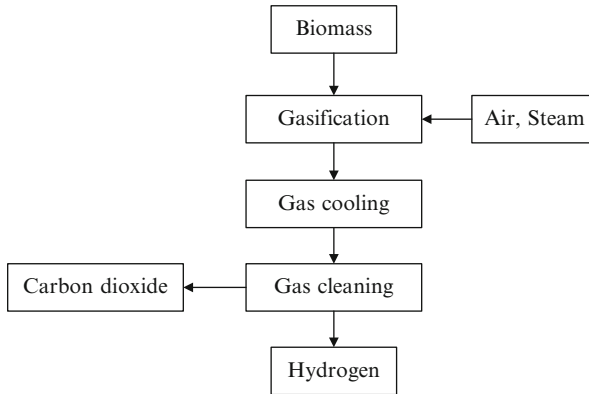 Biomass
Gasification
Air, Steam
Gas cooling
Carbon dioxide
Gas cleaning
Hydrogen